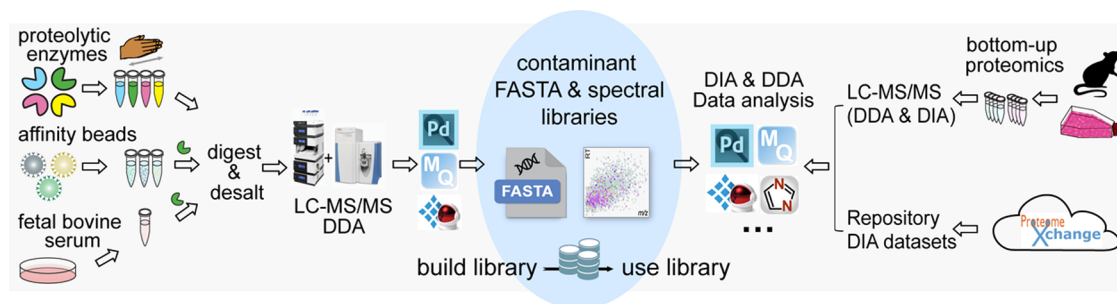 proteolytic
enzymes
affinity beads
fetal bovine
serum
digest
&
desalt
+
LC-MS/MS
DDA
Pd
MQ
contaminant
FASTA & spectral
libraries
FASTA
RT
m/z
build library
use library
DIA & DDA
Data analysis
Pd
MQ
N
N
...
bottom-up
proteomics
LC-MS/MS
(DDA & DIA)
Repository
DIA datasets
Proteome
Xchange